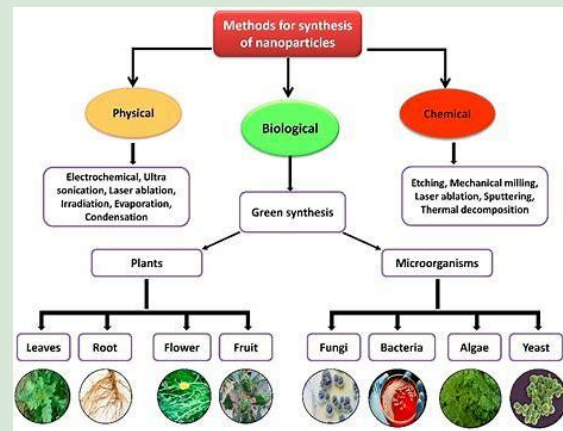 Methods for synthesis
of nanoparticles
Physical
Biological
Chemical
Electrochemical, Ultra
sonication, Laser ablation,
Irradiation, Evaporation,
Condensation
Etching, Mechanical milling,
Laser ablation, Sputtering,
Thermal decomposition
Green synthesis
Plants
Microorganisms
Leaves
Root
Flower
Fruit
Fungi
Bacteria
Algae
Yeast